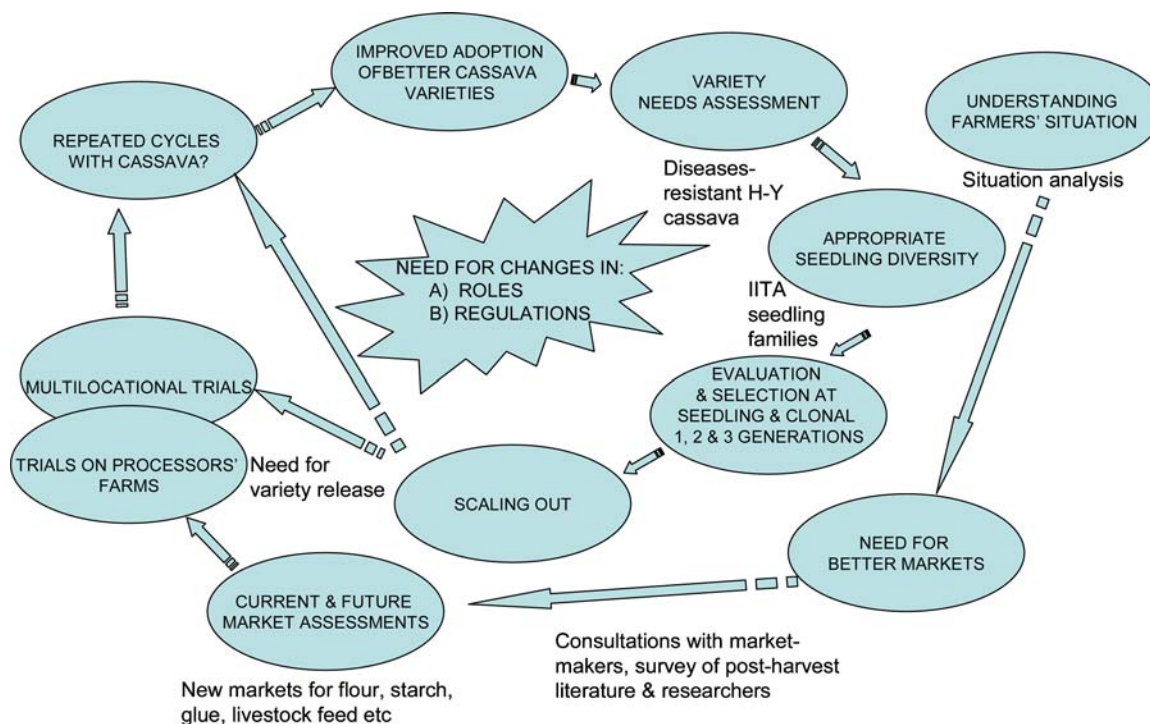 IMPROVED ADOPTION
OFBETTER CASSAVA
VARIETIES
VARIETY
NEEDS ASSESSMENT
UNDERSTANDING
FARMERS' SITUATION
REPEATED CYCLES
WITH CASSAVA?
Diseases-
resistant H-Y
cassava
Situation analysis
APPROPRIATE
SEEDLING DIVERSITY
NEED FOR CHANGES IN:
A) ROLES
B) REGULATIONS
IITA
seedling
families
EVALUATION
& SELECTION AT
SEEDLING & CLONAL
1, 2 & 3 GENERATIONS
MULTILOCATIONAL TRIALS
TRIALS ON PROCESSORS'
FARMS
Need for
variety release
SCALING OUT
NEED FOR
BETTER MARKETS
CURRENT & FUTURE
MARKET ASSESSMENTS
Consultations with market-
makers, survey of post-harvest
literature & researchers
New markets for flour, starch,
glue, livestock feed etc